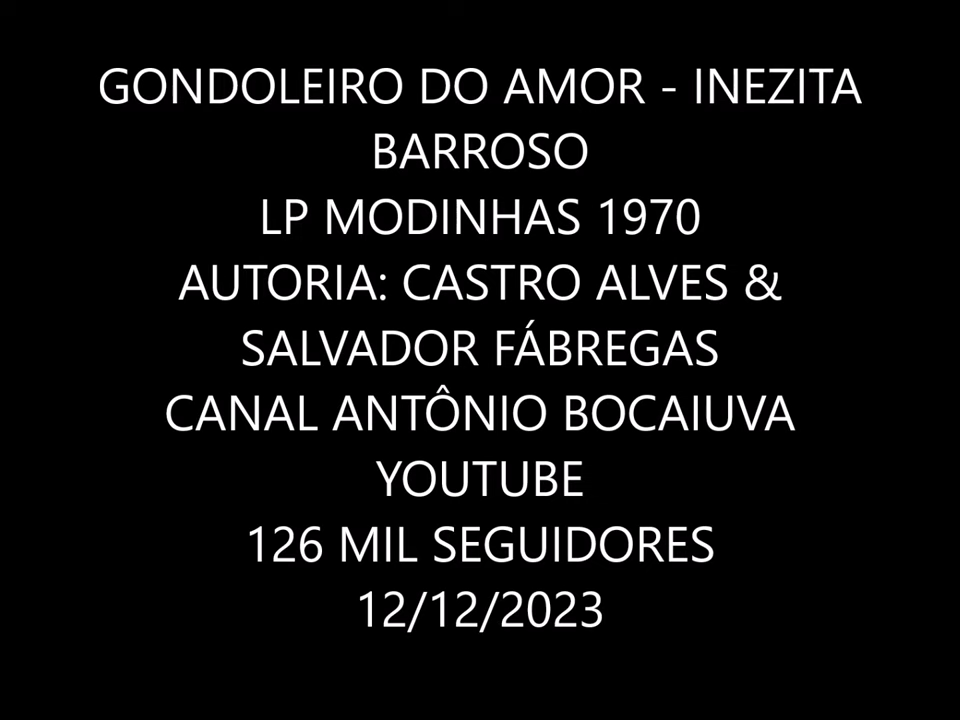 GONDOLEIRO DO AMOR - INEZITA
BARROSO
LP MODINHAS 1970
AUTORIA: CASTRO ALVES &
SALVADOR FÁBREGAS
CANAL ANTÔNIO BOCAIUVA
YOUTUBE
126 MIL SEGUIDORES
12/12/2023